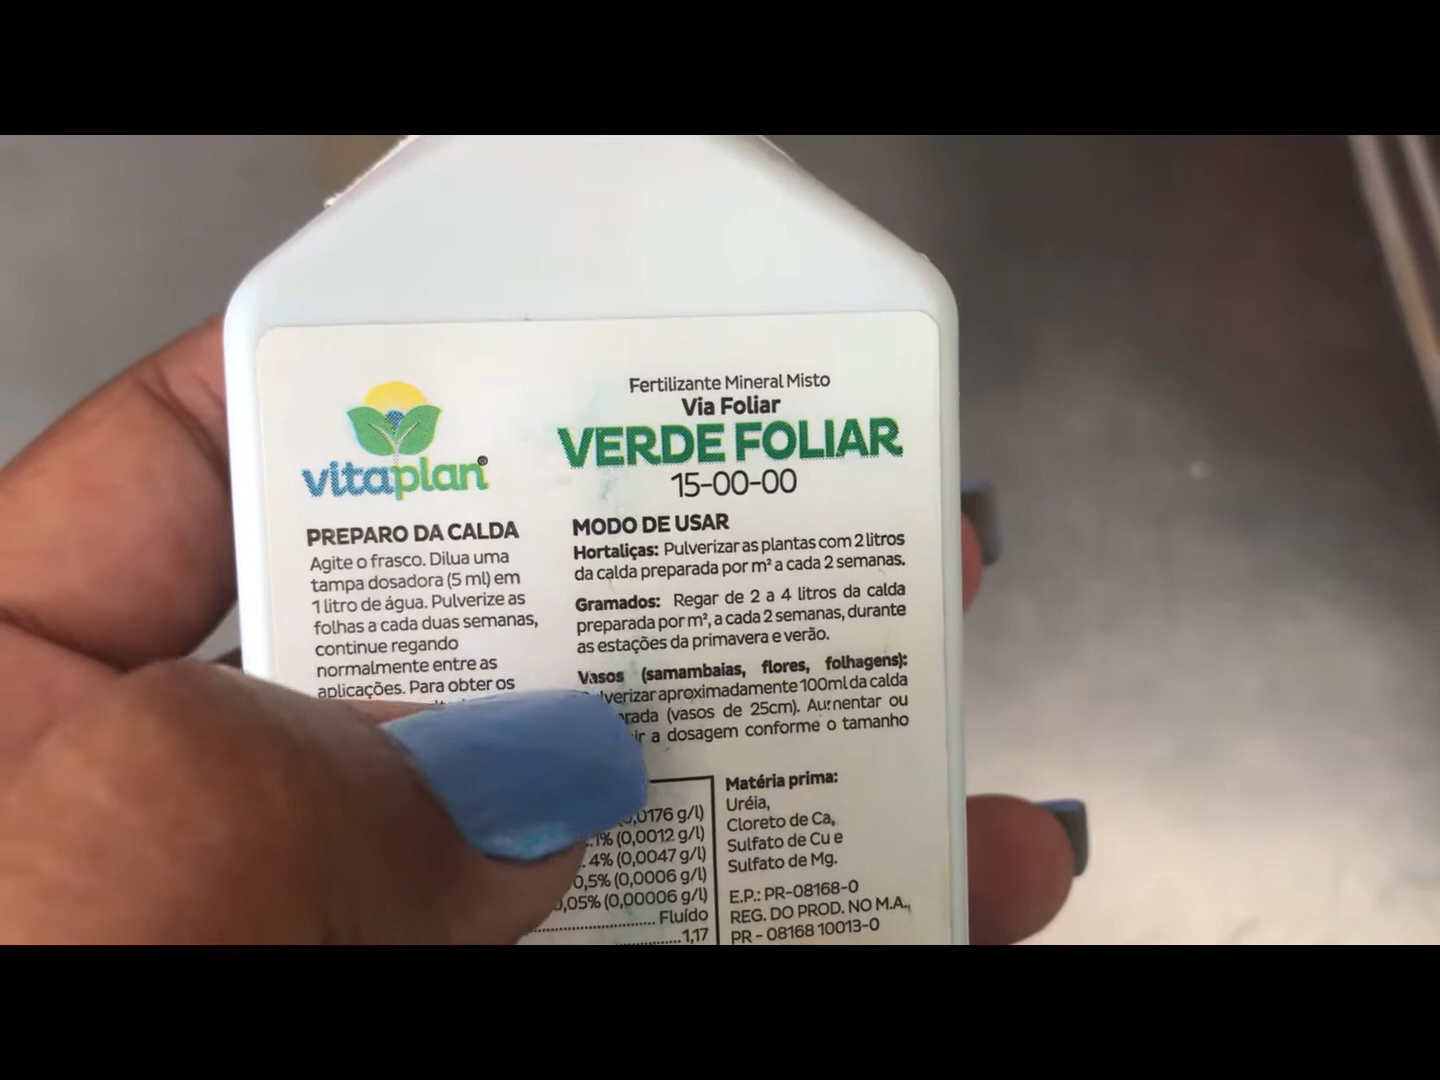 vitaplan®
Fertilizante Mineral Misto
Via Foliar
VERDE FOLIAR
15-00-00
PREPARO DA CALDA
Agite o frasco. Dilua uma
tampa dosadora (5 ml) em
1 litro de água. Pulverize as
folhas a cada duas semanas,
continue regando
normalmente entre as
aplicações. Para obter os
MODO DE USAR
Hortaliças: Pulverizar as plantas com 2 litros
da calda preparada por m² a cada 2 semanas.
Gramados: Regar de 2 a 4 litros da calda
preparada por m², a cada 2 semanas, durante
as estações da primavera e verão.
Vasos (samambaias, flores, folhagens):
Pulverizar aproximadamente 100ml da calda
(vasos de 25cm). Aumentar ou
a dosagem conforme o tamanho
0,0176 g/l)
1% (0,0012 g/l)
4% (0,0047 g/l)
0,5% (0,0006 g/l)
0,05% (0,00006 g/l)
Fluído
1,17
Matéria prima:
Uréia,
Cloreto de Ca,
Sulfato de Cu e
Sulfato de Mg.
E.P.: PR-08168-0
REG. DO PROD. NO M.A.,
PR - 08168 10013-0